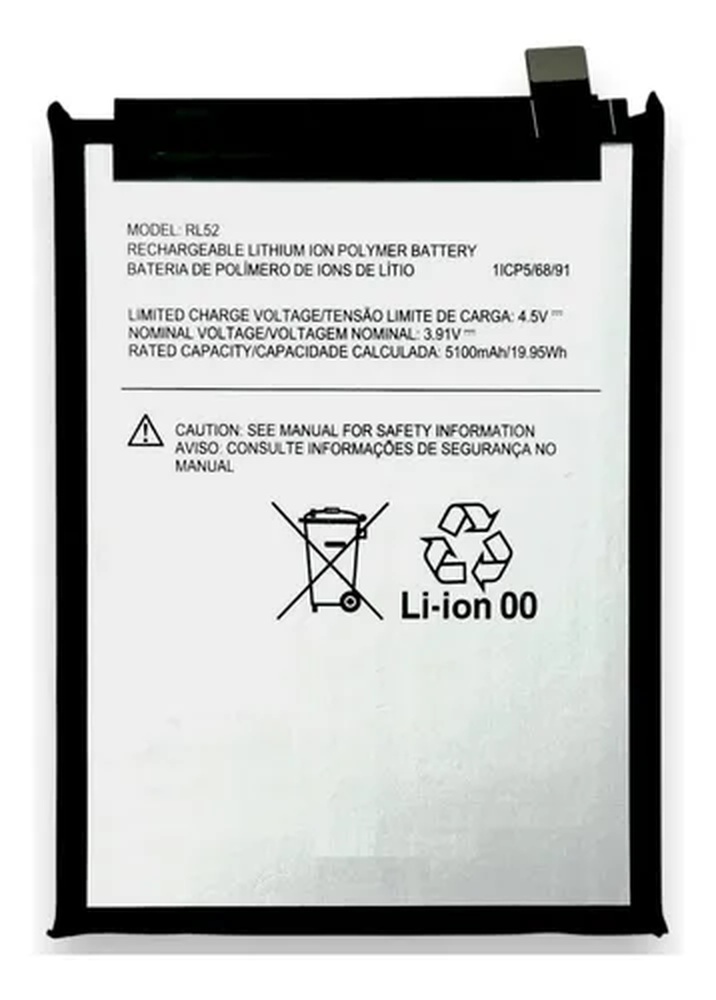 MODEL: RL52
RECHARGEABLE LITHIUM ION POLYMER BATTERY
BATERIA DE POLÍMERO DE IONS DE LÍTIO 1ICP5/68/91
LIMITED CHARGE VOLTAGE/TENSÃO LIMITE DE CARGA: 4.5V ⎓
NOMINAL VOLTAGE/VOLTAGEM NOMINAL: 3.91V ⎓
RATED CAPACITY/CAPACIDADE CALCULADA: 5100mAh/19.95Wh
CAUTION: SEE MANUAL FOR SAFETY INFORMATION
AVISO: CONSULTE INFORMAÇÕES DE SEGURANÇA NO
MANUAL
Li-ion 00